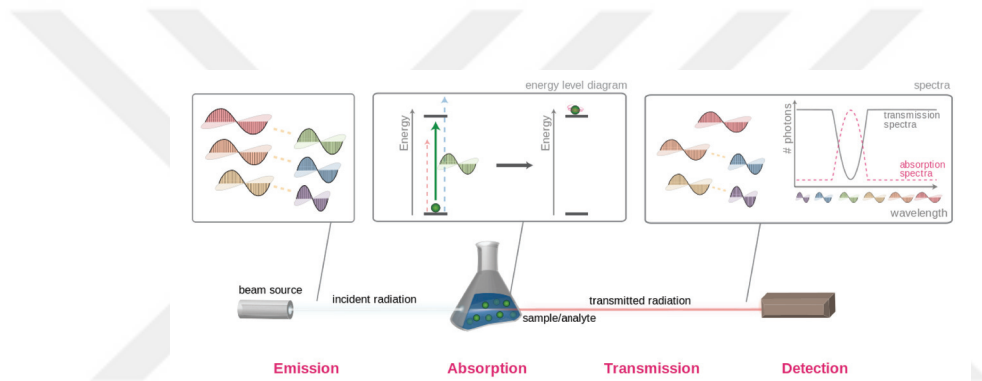 energy level diagram
spectra
Energy
Energy
# photons
transmission
spectra
absorption
spectra
wavelength
beam source
incident radiation
transmitted radiation
sample/analyte
Emission
Absorption
Transmission
Detection